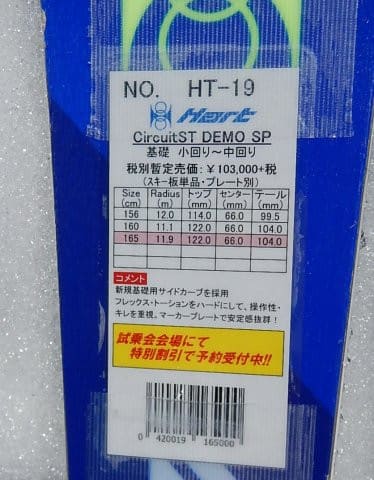 NO. HT-19
Hart
CircuitST DEMO SP
基礎 小回り～中回り
税別暫定売価：￥103,000+税
（スキー板単品・プレート別）
Size (cm) Radius (m) トップ (mm) センター (mm) テール (mm)
156 12.0 114.0 66.0 99.5
160 11.1 122.0 66.0 104.0
165 11.9 122.0 66.0 104.0
コメント
新規基礎用サイドカーブを採用
フレックス・トーションをハードにして、操作性・
キレを重視。マーカープレートで安定感抜群！
試乗会会場にて
特別割引で予約受付中!!
0 420019 165000